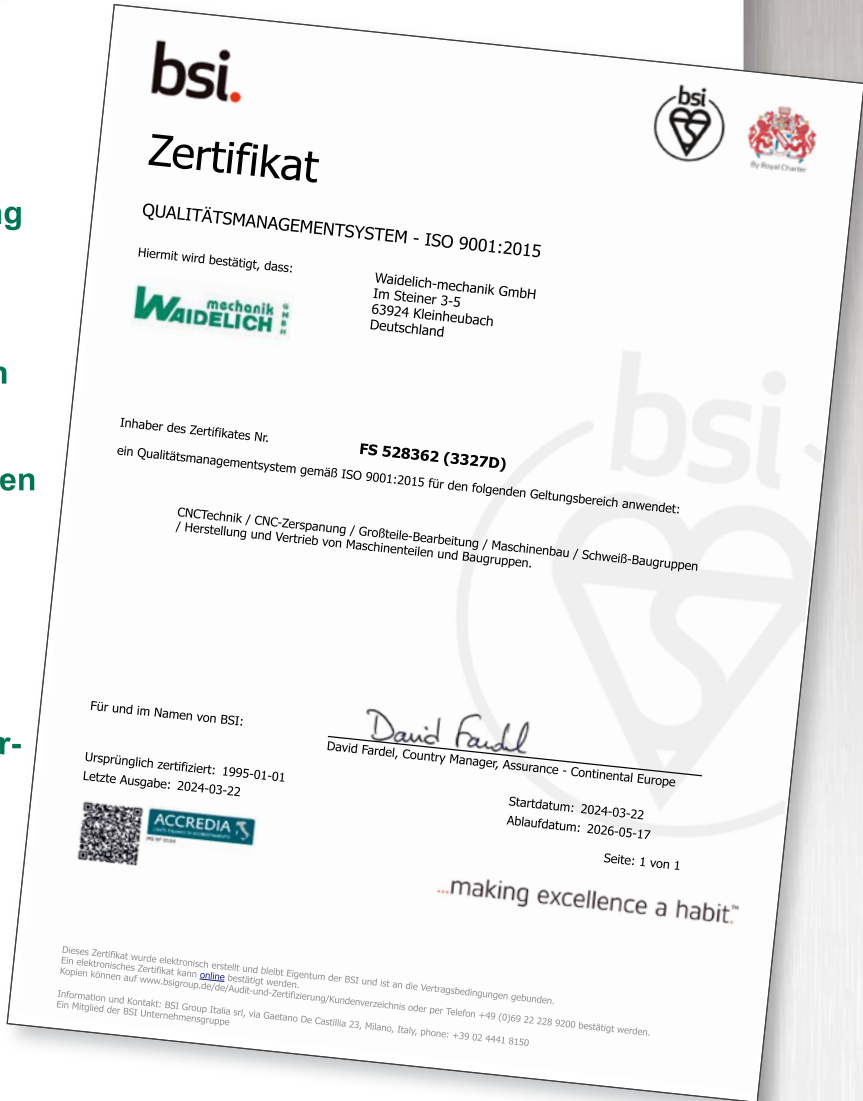 g
n
en
r-
bsi.
bsi
By Royal Charter
Zertifikat
QUALITÄTSMANAGEMENTSYSTEM - ISO 9001:2015
Hiermit wird bestätigt, dass:
mechanik
WAIDELICH
GMBH
Waidelich-mechanik GmbH
Im Steiner 3-5
63924 Kleinheubach
Deutschland
bsi
Inhaber des Zertifikates Nr.
FS 528362 (3327D)
ein Qualitätsmanagementsystem gemäß ISO 9001:2015 für den folgenden Geltungsbereich anwendet:
CNCTechnik / CNC-Zerspanung / Großteile-Bearbeitung / Maschinenbau / Schweiß-Baugruppen
/ Herstellung und Vertrieb von Maschinenteilen und Baugruppen.
Für und im Namen von BSI:
David Fardel
David Fardel, Country Manager, Assurance - Continental Europe
Ursprünglich zertifiziert: 1995-01-01
Letzte Ausgabe: 2024-03-22
Startdatum: 2024-03-22
Ablaufdatum: 2026-05-17
ACCREDIA
Seite: 1 von 1
...making excellence a habit.™
Dieses Zertifikat wurde elektronisch erstellt und bleibt Eigentum der BSI und ist an die Vertragsbedingungen gebunden.
Ein elektronisches Zertifikat kann online bestätigt werden.
Kopien können auf www.bsigroup.de/de/Audit-und-Zertifizierung/Kundenverzeichnis oder per Telefon +49 (0)69 22 228 9200 bestätigt werden.
Information und Kontakt: BSI Group Italia srl, via Gaetano De Castillia 23, Milano, Italy, phone: +39 02 4441 8150
Ein Mitglied der BSI Unternehmensgruppe